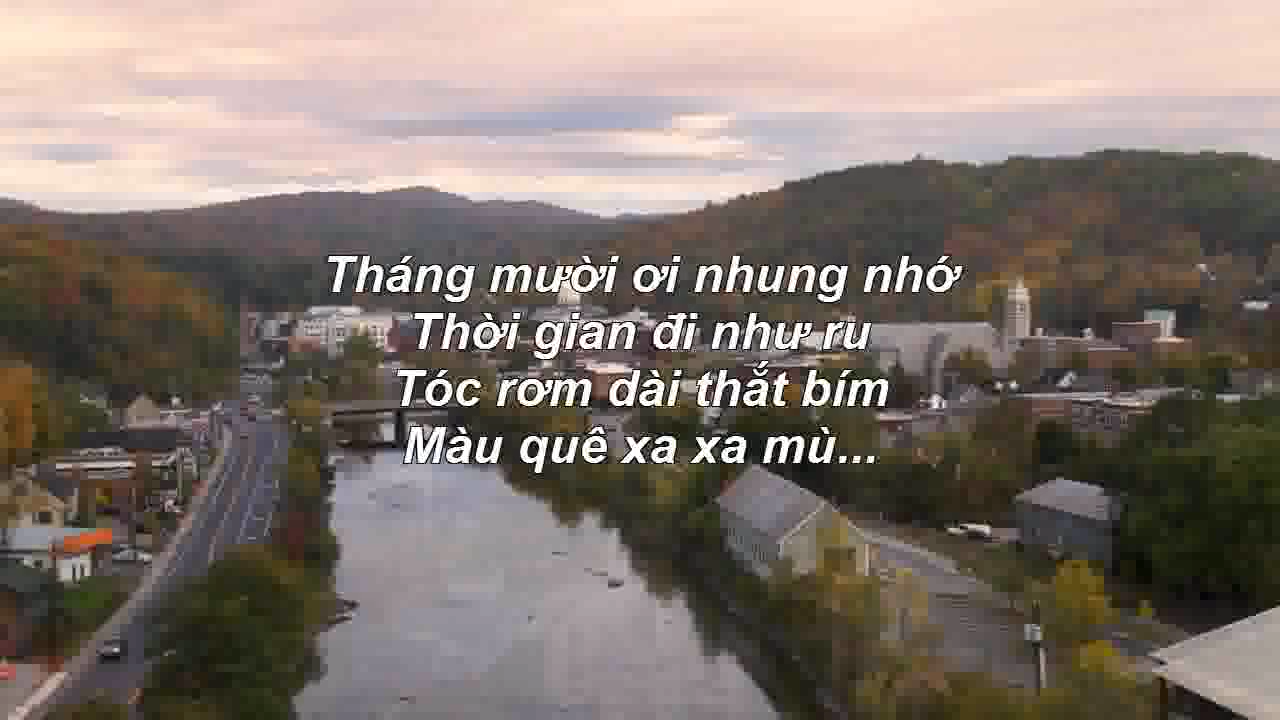 Tháng mười ơi nhung nhớ
Thời gian đi như ru
Tóc rơm dài thắt bím
Màu quê xa xa mù...